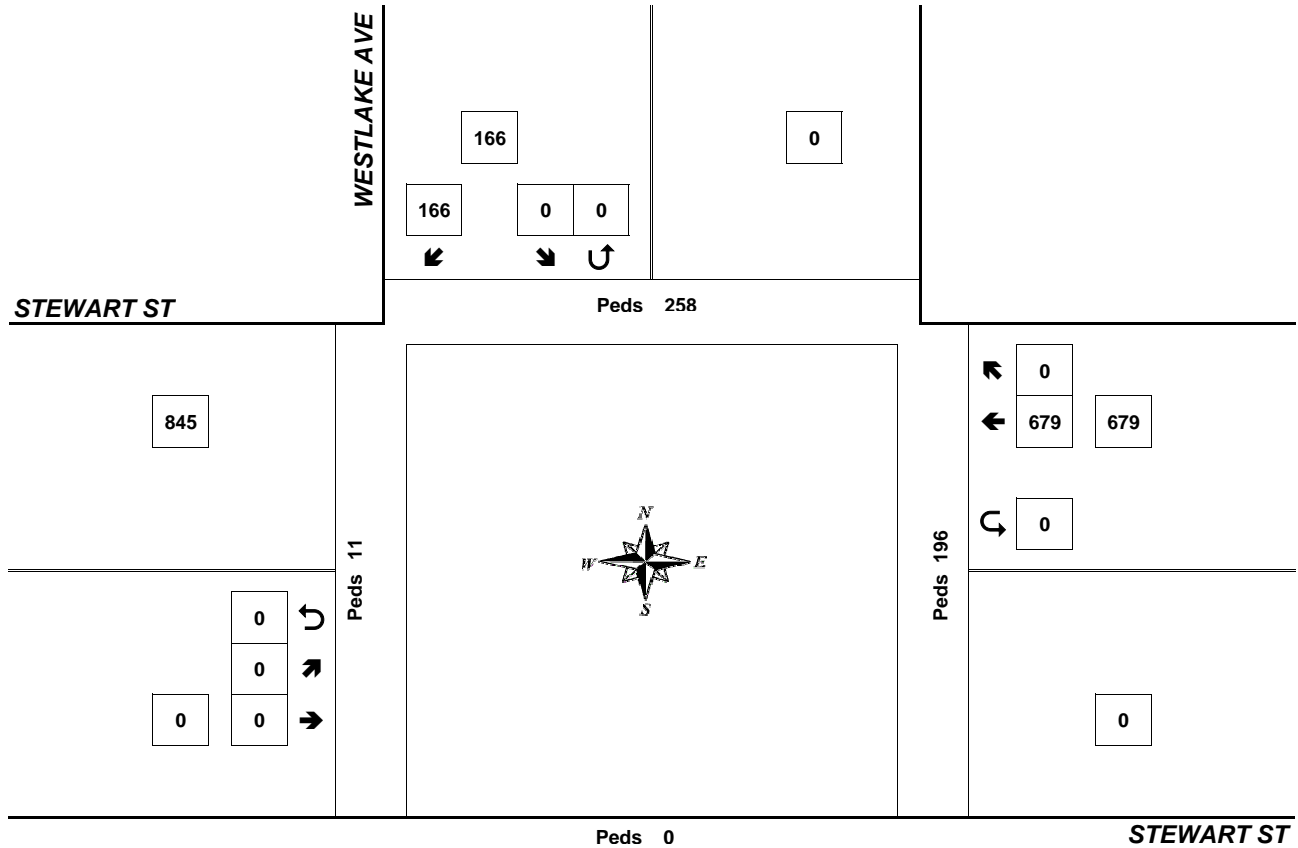 WESTLAKE AVE
166
0
166 0 0
Peds 258
STEWART ST
845
0
679 679
0
Peds 11
Peds 196
N
W E
S
0
0
0 0
0
Peds 0
STEWART ST